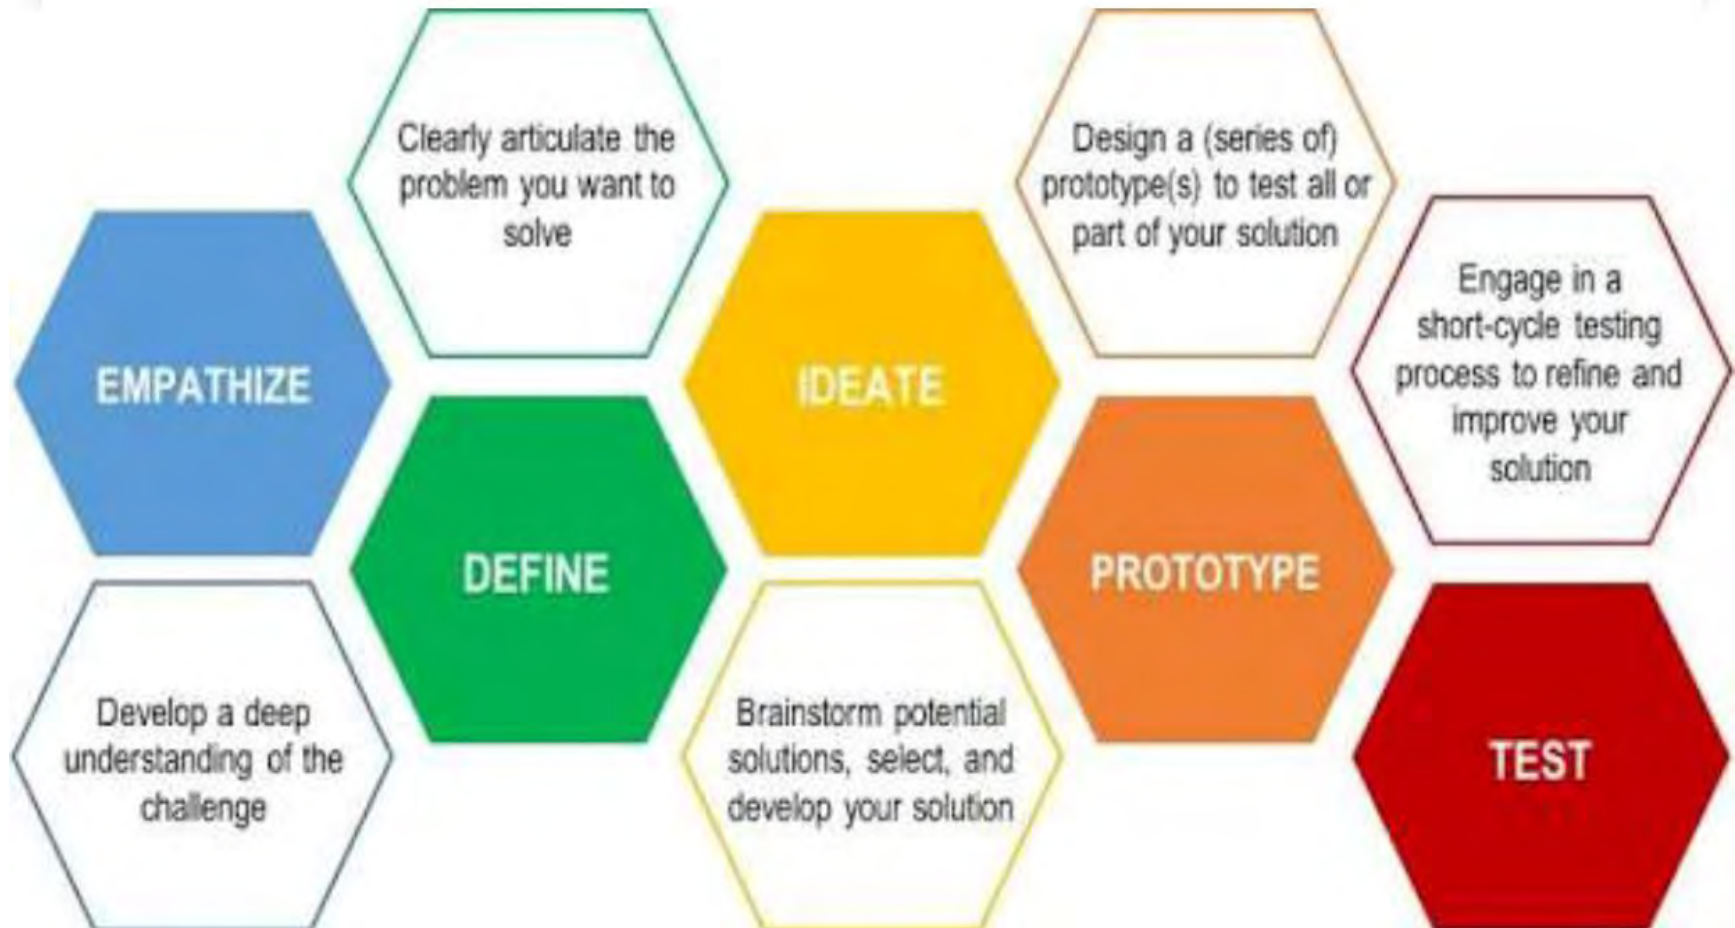 EMPATHIZE
Develop a deep
understanding of the
challenge
Clearly articulate the
problem you want to
solve
DEFINE
IDEATE
Brainstorm potential
solutions, select, and
develop your solution
Design a (series of)
prototype(s) to test all or
part of your solution
PROTOTYPE
Engage in a
short-cycle testing
process to refine and
improve your
solution
TEST